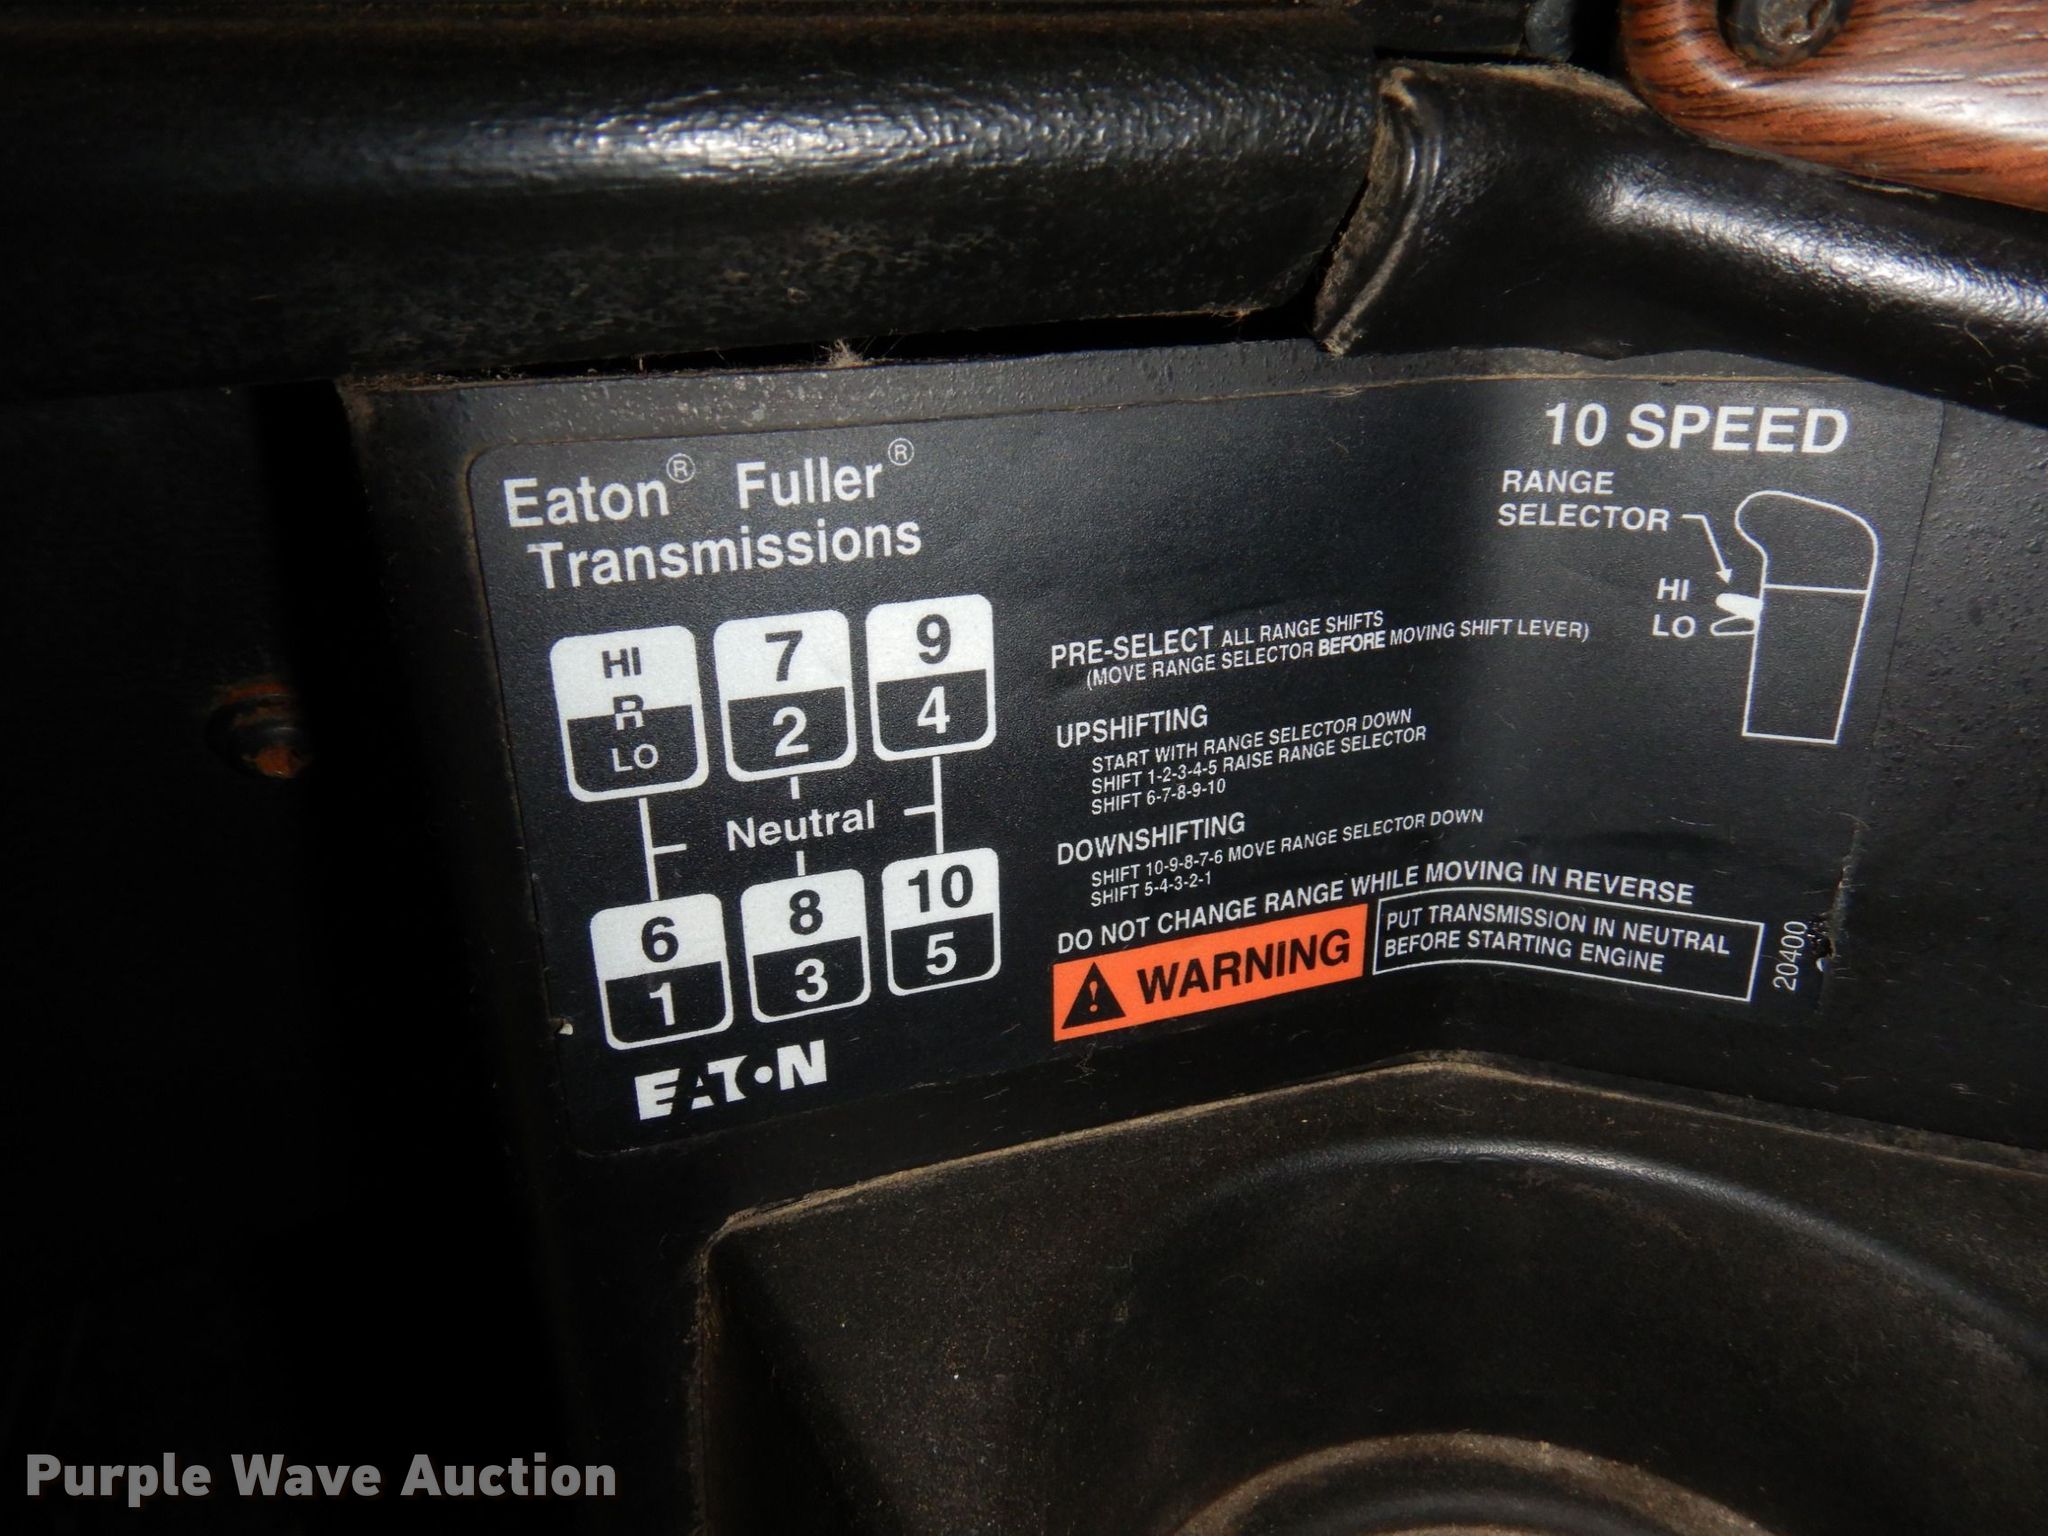 Eaton® Fuller®
Transmissions
HI
R
LO
7
2
9
4
Neutral
6
1
8
3
10
5
EATON
10 SPEED
RANGE
SELECTOR
HI
LO
PRE-SELECT ALL RANGE SHIFTS
(MOVE RANGE SELECTOR BEFORE MOVING SHIFT LEVER)
UPSHIFTING
START WITH RANGE SELECTOR DOWN
SHIFT 1-2-3-4-5 RAISE RANGE SELECTOR
SHIFT 6-7-8-9-10
DOWNSHIFTING
SHIFT 10-9-8-7-6 MOVE RANGE SELECTOR DOWN
SHIFT 5-4-3-2-1
DO NOT CHANGE RANGE WHILE MOVING IN REVERSE
! WARNING
PUT TRANSMISSION IN NEUTRAL
BEFORE STARTING ENGINE
20400
Purple Wave Auction